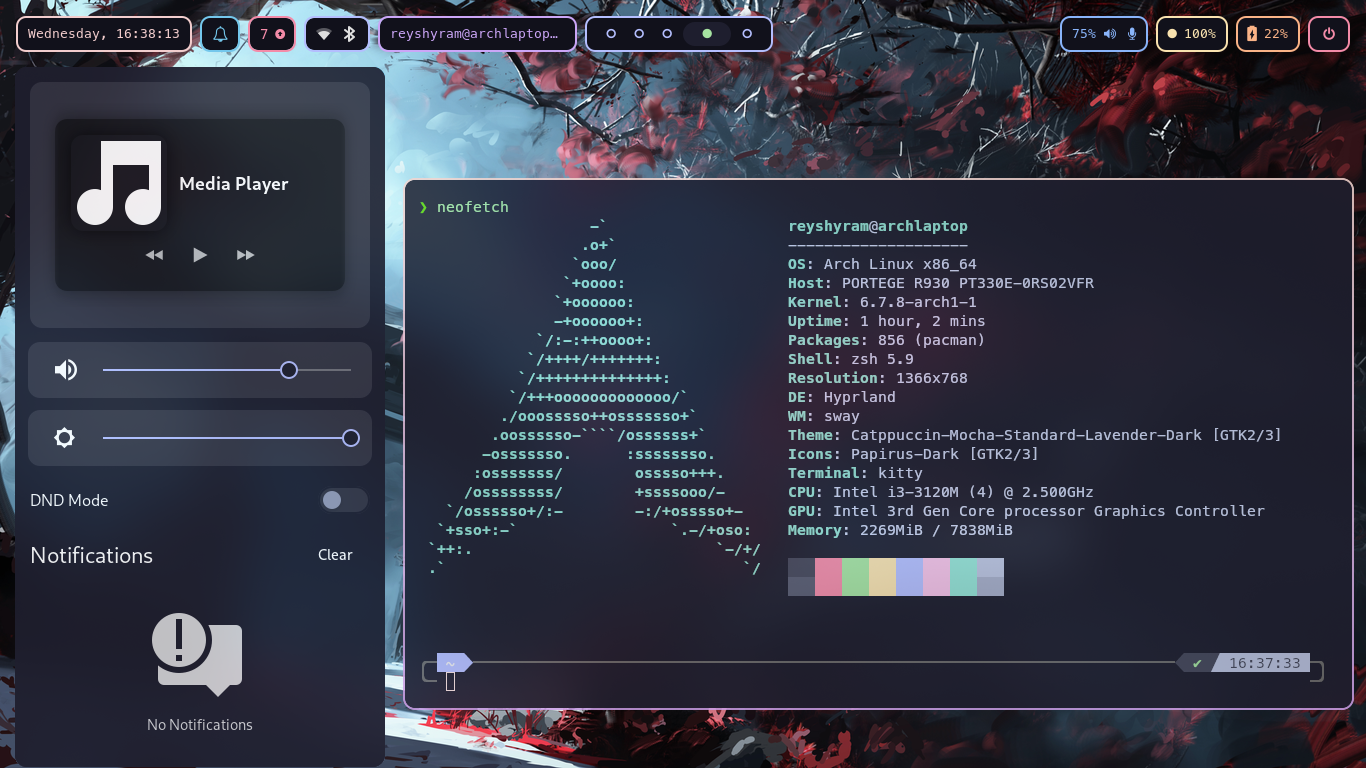 Wednesday, 16:38:13
7
reyshyram@archlaptop…
75%
100%
22%
Media Player
DND Mode
Notifications
Clear
No Notifications
❯ neofetch
                  -`
                 .o+`
                `ooo/
               `+oooo:
              `+oooooo:
              -+oooooo+:
            `/:-:++oooo+:
           `/++++/+++++++:
          `/++++++++++++++:
         `/+++ooooooooooooo/`
        ./ooosssso++osssssso+`
       .oossssso-````/ossssss+`
      -osssssso.      :ssssssso.
     :osssssss/        osssso+++.
    /ossssssss/        +ssssooo/-
  `/ossssso+/:-        -:/+osssso+-
 `+sso+:-`                 `.-/+oso:
`++:.                           `-/+/
.`                                 `/
reyshyram@archlaptop
--------------------
OS: Arch Linux x86_64
Host: PORTEGE R930 PT330E-0RS02VFR
Kernel: 6.7.8-arch1-1
Uptime: 1 hour, 2 mins
Packages: 856 (pacman)
Shell: zsh 5.9
Resolution: 1366x768
DE: Hyprland
WM: sway
Theme: Catppuccin-Mocha-Standard-Lavender-Dark [GTK2/3]
Icons: Papirus-Dark [GTK2/3]
Terminal: kitty
CPU: Intel i3-3120M (4) @ 2.500GHz
GPU: Intel 3rd Gen Core processor Graphics Controller
Memory: 2269MiB / 7838MiB
~
✔ 16:37:33